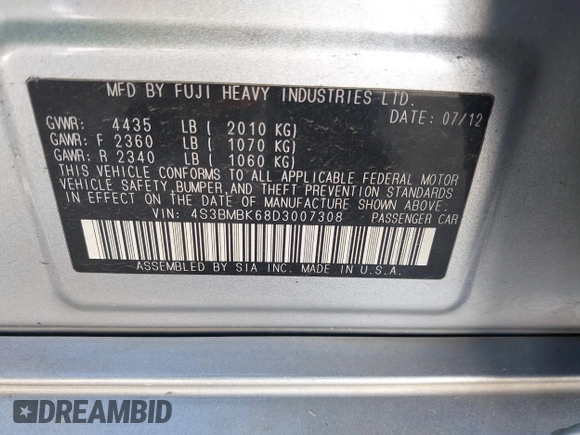 MFD BY FUJI HEAVY INDUSTRIES LTD.
DATE: 07/12
GVWR: 4435 LB ( 2010 KG)
GAWR: F 2360 LB ( 1070 KG)
GAWR: R 2340 LB ( 1060 KG)
THIS VEHICLE CONFORMS TO ALL APPLICABLE FEDERAL MOTOR
VEHICLE SAFETY, BUMPER, AND THEFT PREVENTION STANDARDS
IN EFFECT ON THE DATE OF MANUFACTURE SHOWN ABOVE.
VIN: 4S3BMBK68D3007308 PASSENGER CAR
ASSEMBLED BY SIA INC. MADE IN U.S.A.
DREAMBID